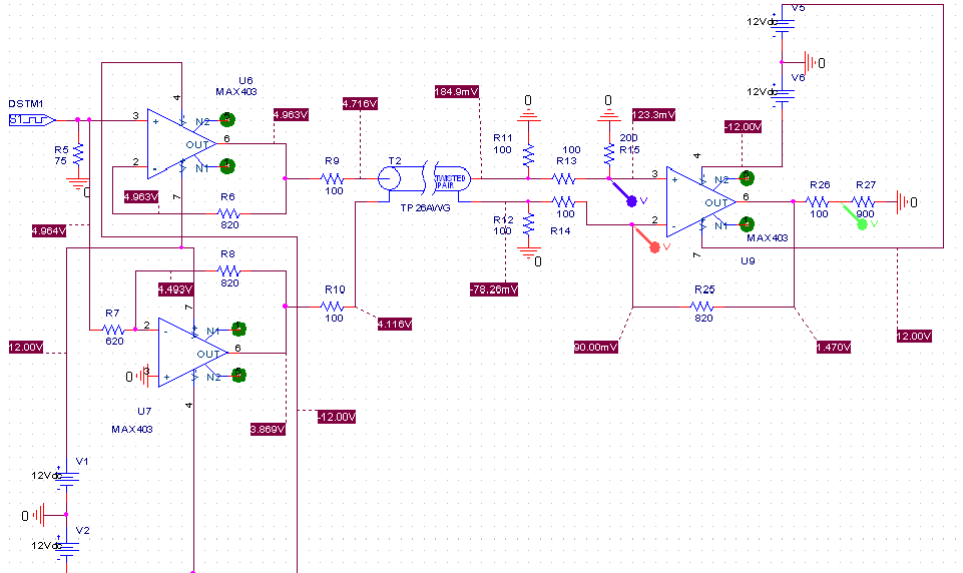 V5
12Vdc
0
V6
12Vdc
U6
MAX403
DSTM1
S1
R5
75
0
4
3
+
2
-
N2
OUT
N1
6
7
4.963V
4.963V
R6
820
4.964V
4.716V
R9
100
T2
TWISTED
PAIR
TP26AWG
184.9mV
0
R11
100
0
200
R15
100
R13
123.3mV
-12.00V
R12
100
0
100
R14
-78.26mV
V
V
4
3
+
2
-
N2
OUT
N1
6
7
MAX403
U9
R26
100
R27
900
0
V
R25
820
90.00mV
1.470V
12.00V
R8
820
4.493V
R7
620
R10
100
4.116V
12.00V
7
2
-
3
+
0
N1
OUT
N2
6
4
U7
MAX403
3.869V
-12.00V
V1
12Vdc
0
V2
12Vdc